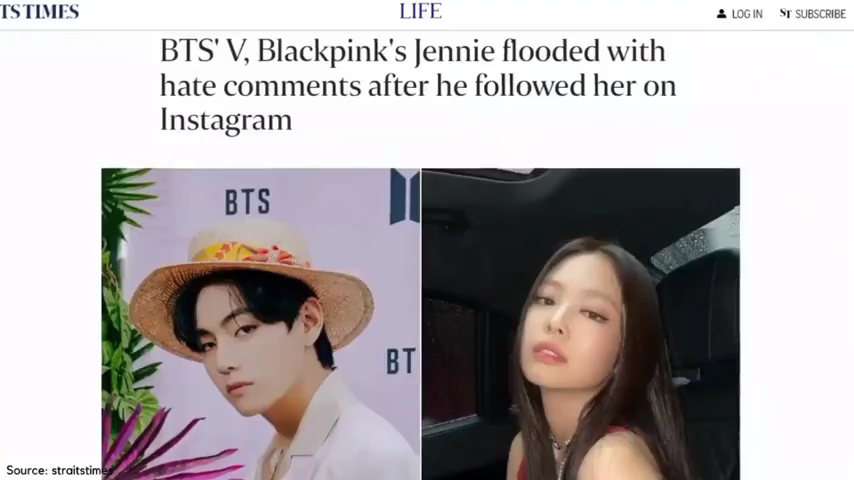 TS TIMES
LIFE
LOG IN
ST SUBSCRIBE
BTS' V, Blackpink's Jennie flooded with
hate comments after he followed her on
Instagram
BTS
BT
Source: straitstimes